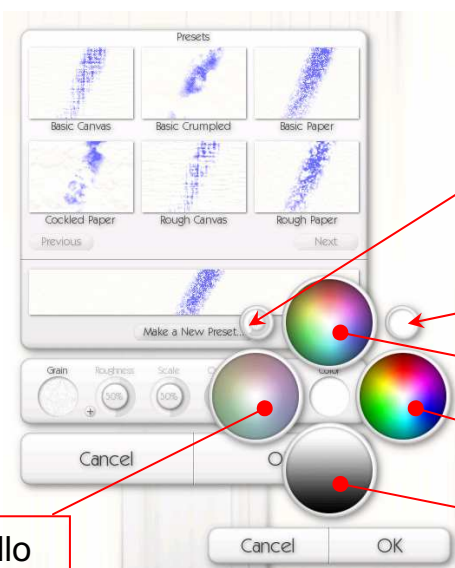 Presets
Basic Canvas Basic Crumpled Basic Paper
Cockled Paper Rough Canvas Rough Paper
Previous Next
Make a New Preset...
Grain Roughness Scale Color
50% 50%
Cancel
Cancel OK